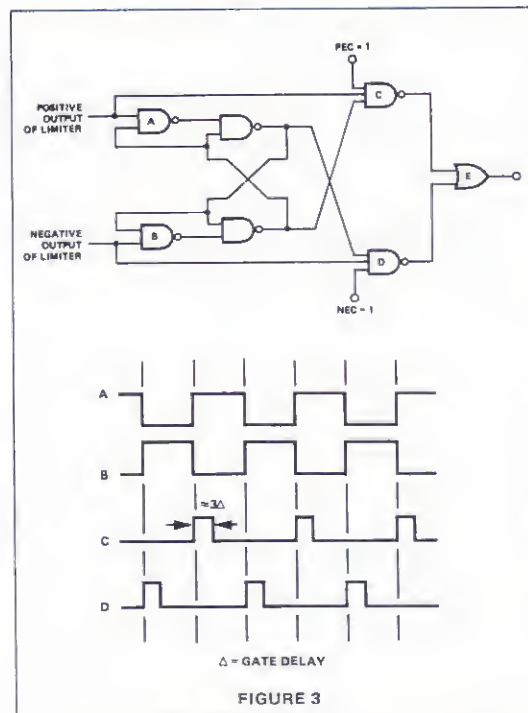 PEC = 1
C
POSITIVE
OUTPUT
OF LIMITER
A
E
NEGATIVE
OUTPUT
OF LIMITER
B
D
NEC = 1
A
B
≈3Δ
C
D
Δ = GATE DELAY
FIGURE 3